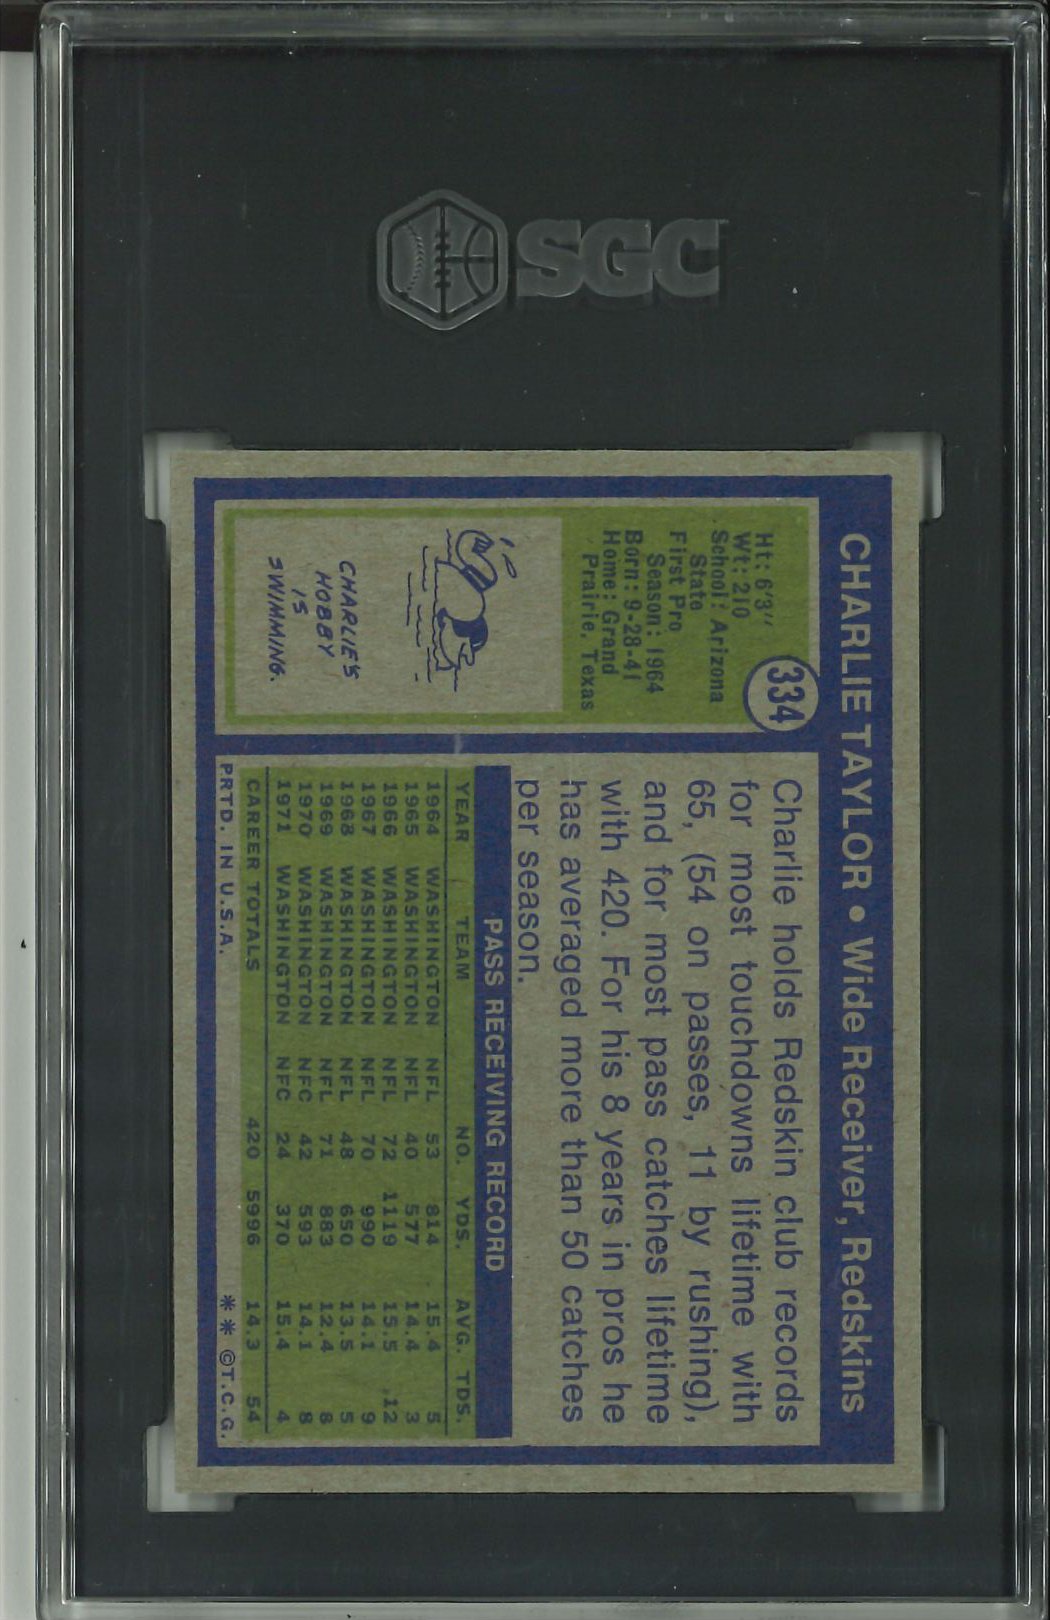 SGC
CHARLIE TAYLOR • Wide Receiver, Redskins
334
Ht: 6'3"
Wt: 210
School: Arizona
State
First Pro
Season: 1964
Born: 9-28-41
Home: Grand
Prairie, Texas
CHARLIE'S
HOBBY
IS
SWIMMING.
Charlie holds Redskin club records
for most touchdowns lifetime with
65, (54 on passes, 11 by rushing),
and for most pass catches lifetime
with 420. For his 8 years in pros he
has averaged more than 50 catches
per season.
PASS RECEIVING RECORD
YEAR TEAM NO. YDS. AVG. TDS.
1964 WASHINGTON NFL 53 814 15.4 5
1965 WASHINGTON NFL 40 577 14.4 3
1966 WASHINGTON NFL 72 1119 15.5 12
1967 WASHINGTON NFL 70 990 14.1 9
1968 WASHINGTON NFL 48 650 13.5 5
1969 WASHINGTON NFL 71 883 12.4 8
1970 WASHINGTON NFC 42 593 14.1 8
1971 WASHINGTON NFC 24 370 15.4 4
CAREER TOTALS 420 5996 14.3 54
PRTD. IN U.S.A. ** ©T.C.G.